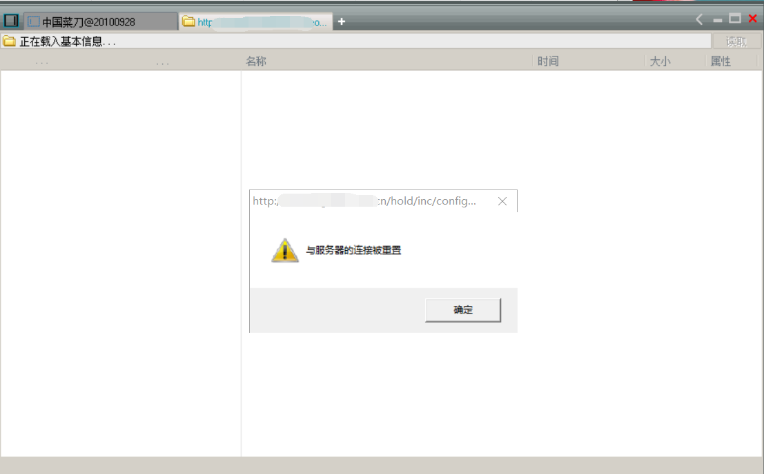 中国菜刀@20100928
http
o...
+
正在载入基本信息...
读取
... ... 名称 时间 大小 属性
http:/
:n/hold/inc/config...
与服务器的连接被重置
确定